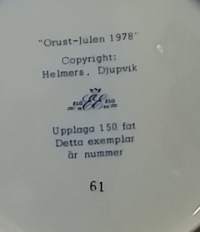 "Orust-Julen 1978"
Copyright:
Helmers, Djupvik
Upplaga 150 fat
Detta exemplar
är nummer
61